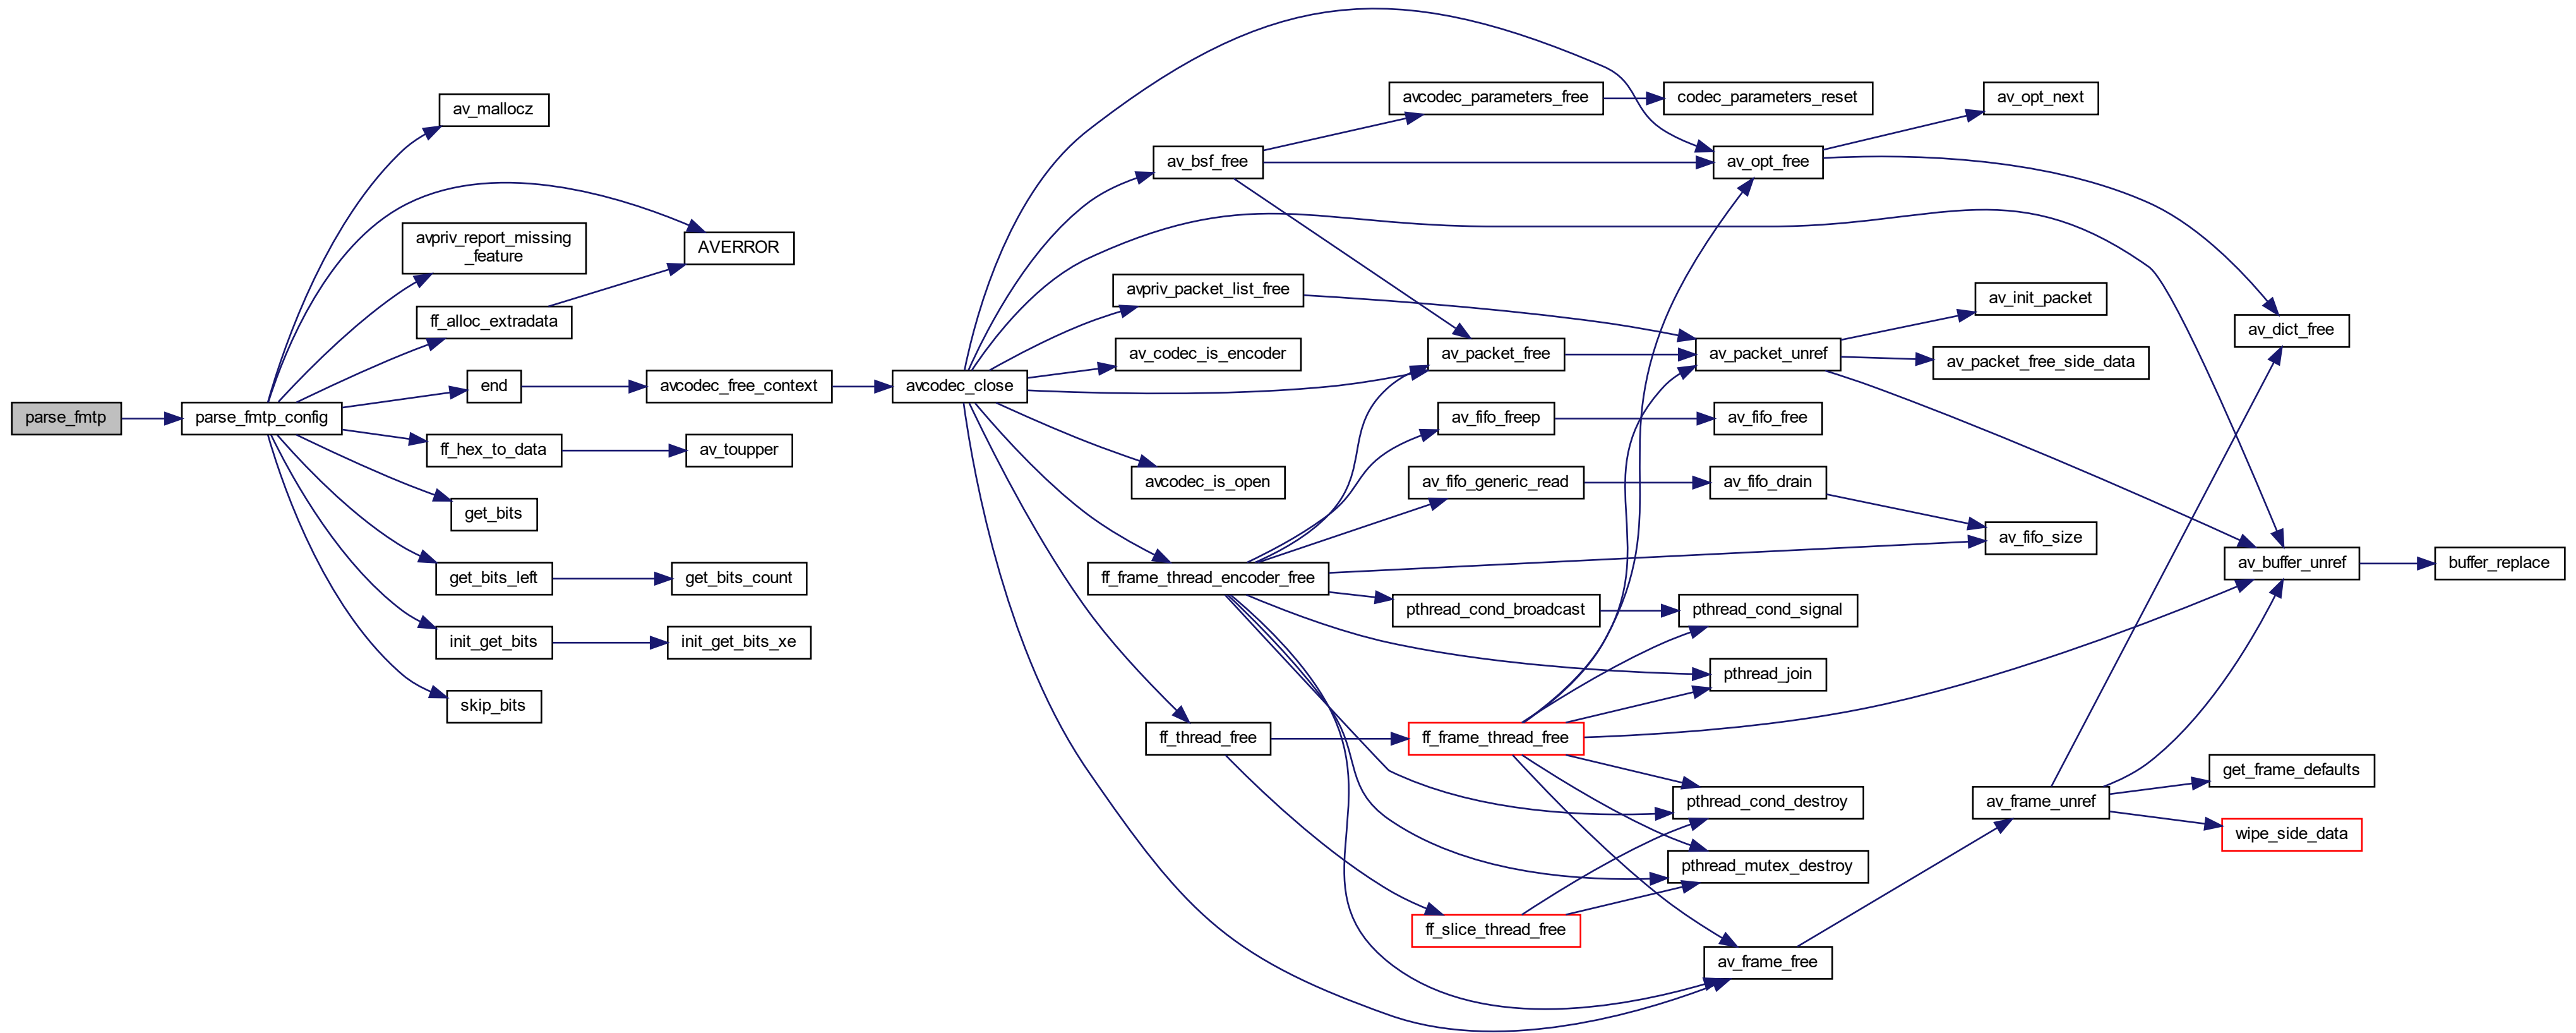 parse_fmtp
parse_fmtp_config
av_mallocz
avpriv_report_missing
_feature
ff_alloc_extradata
end
ff_hex_to_data
get_bits
get_bits_left
init_get_bits
skip_bits
AVERROR
avcodec_free_context
av_toupper
get_bits_count
init_get_bits_xe
avcodec_close
av_bsf_free
avpriv_packet_list_free
av_codec_is_encoder
avcodec_is_open
ff_frame_thread_encoder_free
ff_thread_free
avcodec_parameters_free
av_packet_free
av_fifo_freep
av_fifo_generic_read
pthread_cond_broadcast
ff_frame_thread_free
ff_slice_thread_free
codec_parameters_reset
av_opt_free
av_packet_unref
av_fifo_free
av_fifo_drain
pthread_cond_signal
pthread_join
pthread_cond_destroy
pthread_mutex_destroy
av_frame_free
av_opt_next
av_init_packet
av_packet_free_side_data
av_fifo_size
av_frame_unref
av_dict_free
av_buffer_unref
get_frame_defaults
wipe_side_data
buffer_replace